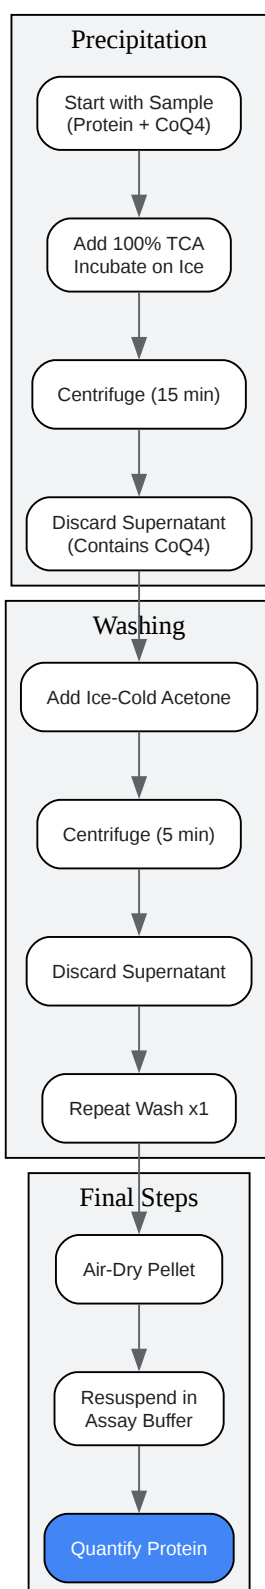 Precipitation
Start with Sample
(Protein + CoQ4)
Add 100% TCA
Incubate on Ice
Centrifuge (15 min)
Discard Supernatant
(Contains CoQ4)
Washing
Add Ice-Cold Acetone
Centrifuge (5 min)
Discard Supernatant
Repeat Wash x1
Final Steps
Air-Dry Pellet
Resuspend in
Assay Buffer
Quantify Protein